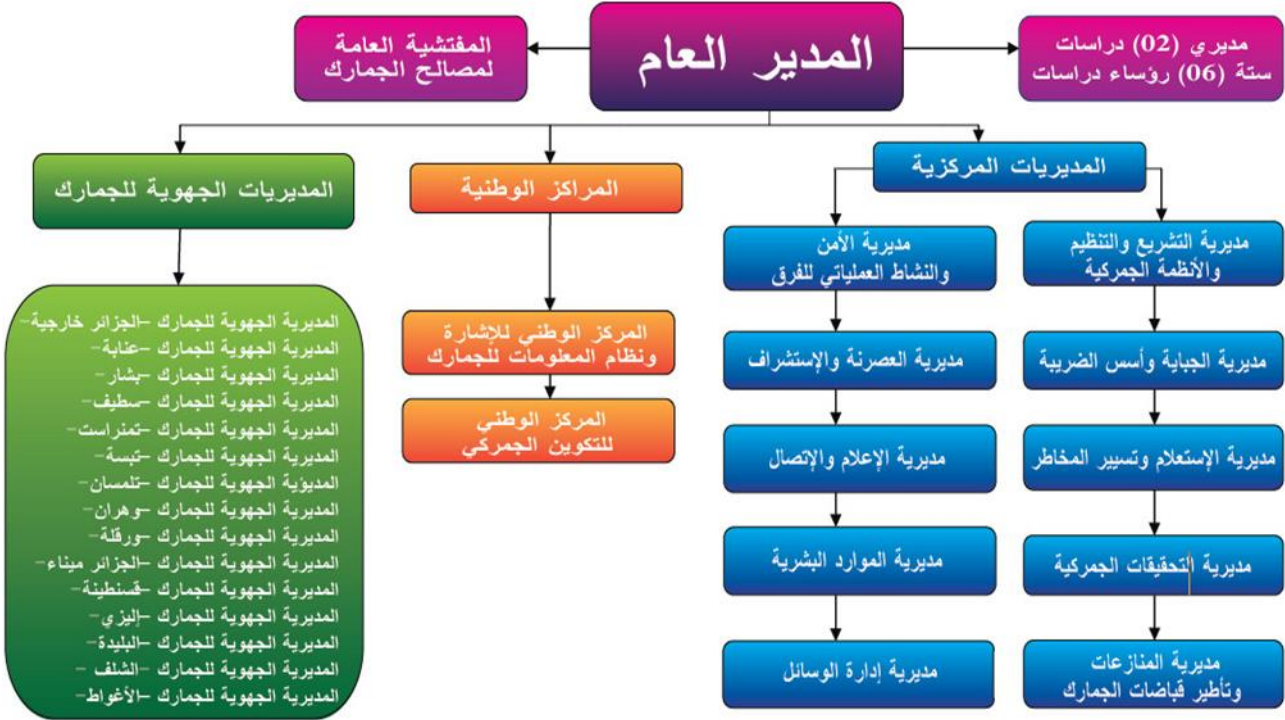 المدير العام
مديري (02) دراسات
ستة (06) رؤساء دراسات
المفتشية العامة
لمصالح الجمارك
المديريات المركزية
المراكز الوطنية
المديريات الجهوية للجمارك
مديرية التشريع والتنظيم
والأنظمة الجمركية
مديرية الجباية وأسس الضريبة
مديرية الإستعلام وتسيير المخاطر
مديرية التحقيقات الجمركية
مديرية المنازعات
وتأطير قباضات الجمارك
مديرية الأمن
والنشاط العملياتي للفرق
مديرية العصرنة والإستشراف
مديرية الإعلام والإتصال
مديرية الموارد البشرية
مديرية إدارة الوسائل
المركز الوطني للإشارة
ونظام المعلومات للجمارك
المركز الوطني
للتكوين الجمركي
المديرية الجهوية للجمارك –الجزائر خارجية–
المديرية الجهوية للجمارك –عنابة–
المديرية الجهوية للجمارك –بشار–
المديرية الجهوية للجمارك –سطيف–
المديرية الجهوية للجمارك –تمنراست–
المديرية الجهوية للجمارك –تبسة–
المديوية الجهوية للجمارك –تلمسان–
المديرية الجهوية للجمارك –وهران–
المديرية الجهوية للجمارك –ورقلة–
المديرية الجهوية للجمارك –الجزائر ميناء–
المديرية الجهوية للجمارك –قسنطينة–
المديرية الجهوية للجمارك –إليزي–
المديرية الجهوية للجمارك –البليدة–
المديرية الجهوية للجمارك –الشلف–
المديرية الجهوية للجمارك –الأغواط–